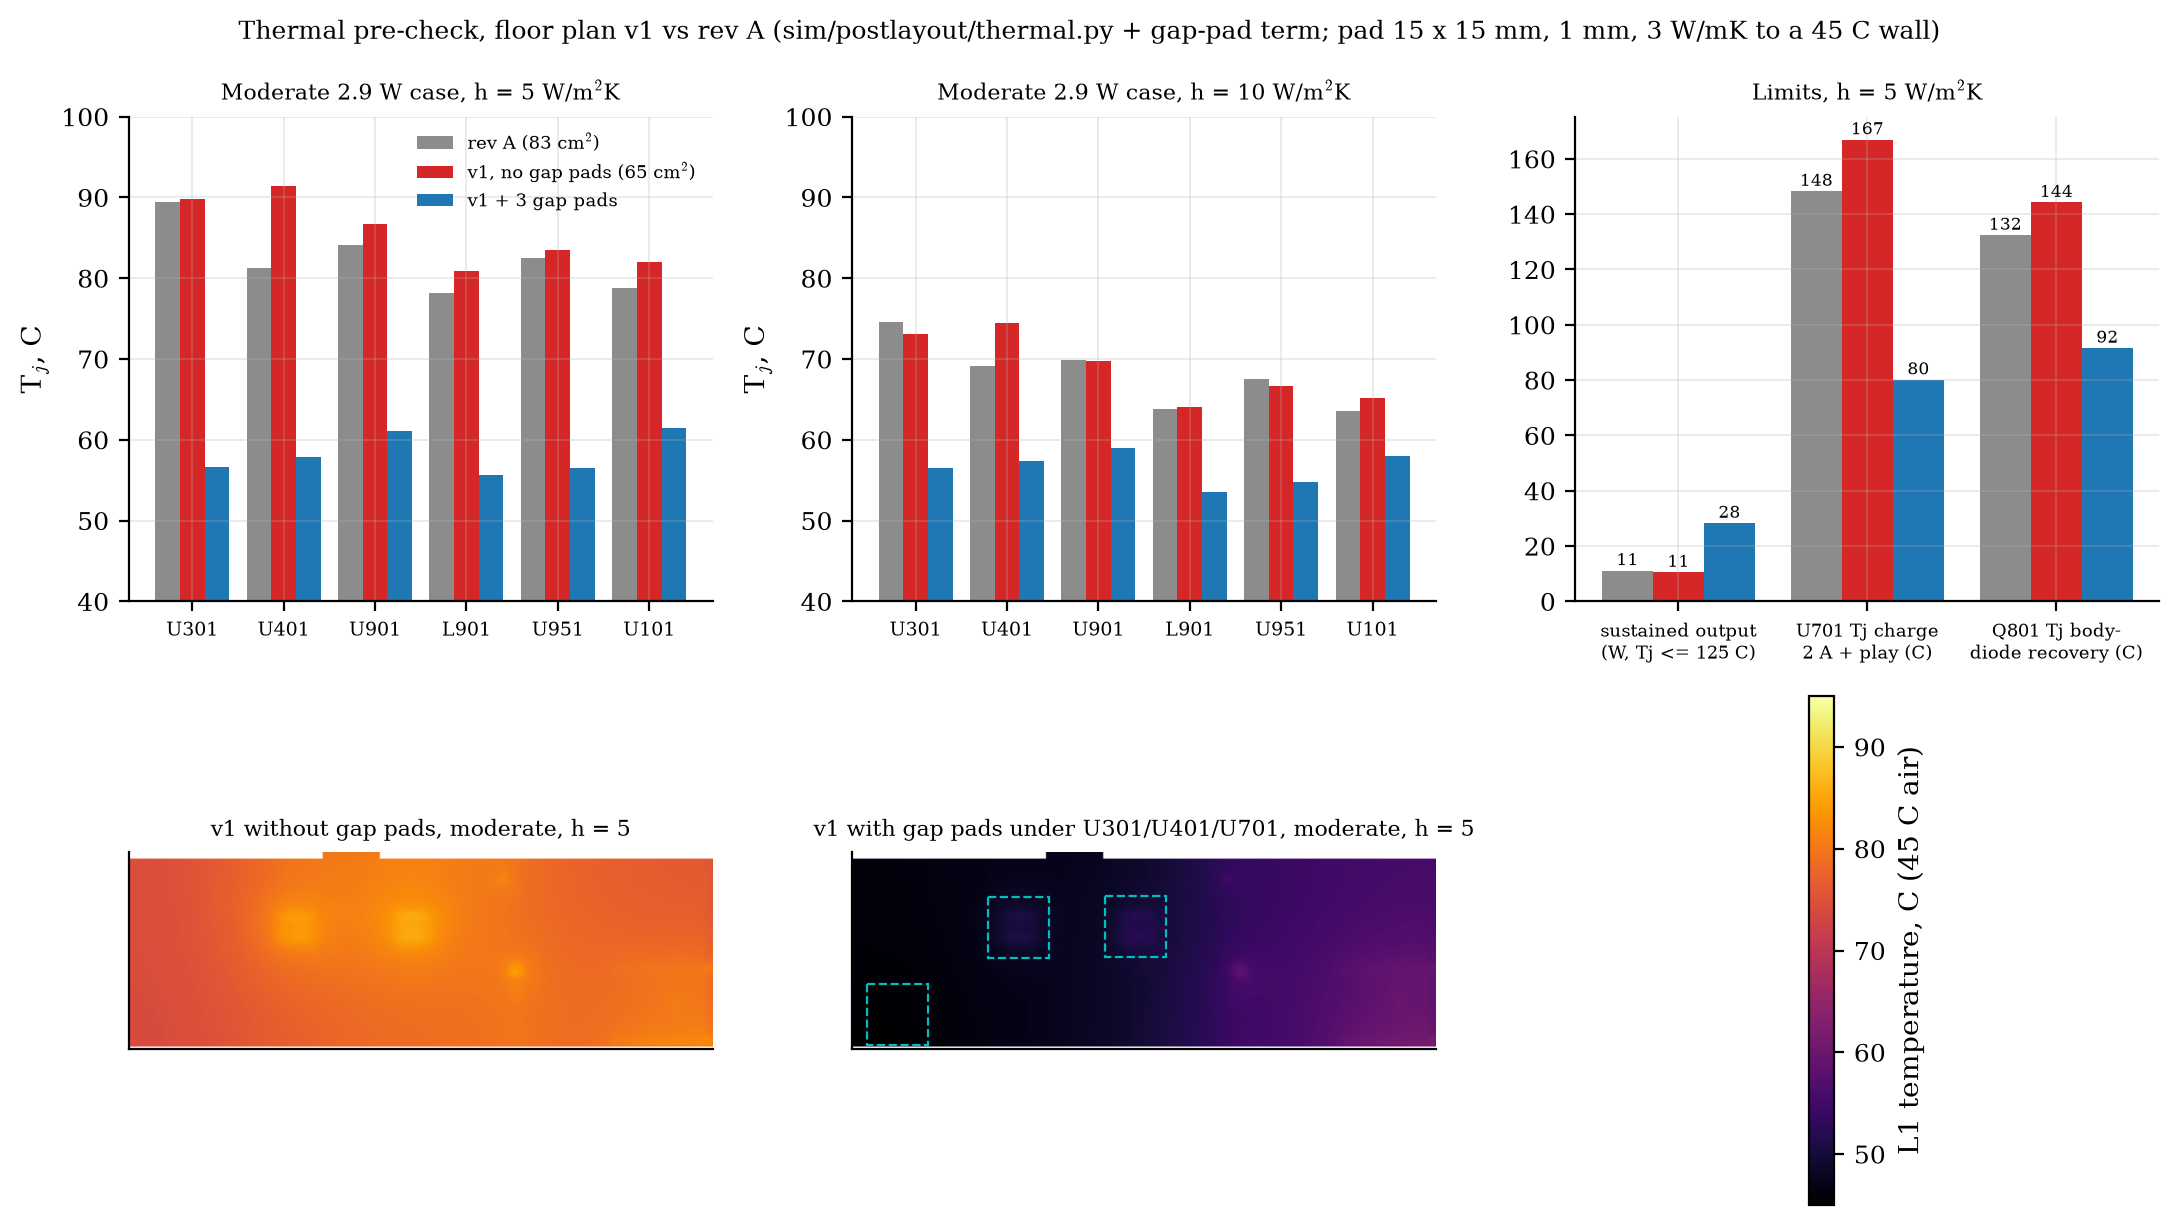 Thermal pre-check, floor plan v1 vs rev A (sim/postlayout/thermal.py + gap-pad term; pad 15 x 15 mm, 1 mm, 3 W/mK to a 45 C wall)
Moderate 2.9 W case, h = 5 W/m²K
100
90
80
70
60
50
40
T_j, C
rev A (83 cm²)
v1, no gap pads (65 cm²)
v1 + 3 gap pads
U301 U401 U901 L901 U951 U101
Moderate 2.9 W case, h = 10 W/m²K
100
90
80
70
60
50
40
T_j, C
U301 U401 U901 L901 U951 U101
Limits, h = 5 W/m²K
160
140
120
100
80
60
40
20
0
11 11 28
148 167 80
132 144 92
sustained output
(W, Tj <= 125 C)
U701 Tj charge
2 A + play (C)
Q801 Tj body-
diode recovery (C)
v1 without gap pads, moderate, h = 5
v1 with gap pads under U301/U401/U701, moderate, h = 5
90
80
70
60
50
L1 temperature, C (45 C air)